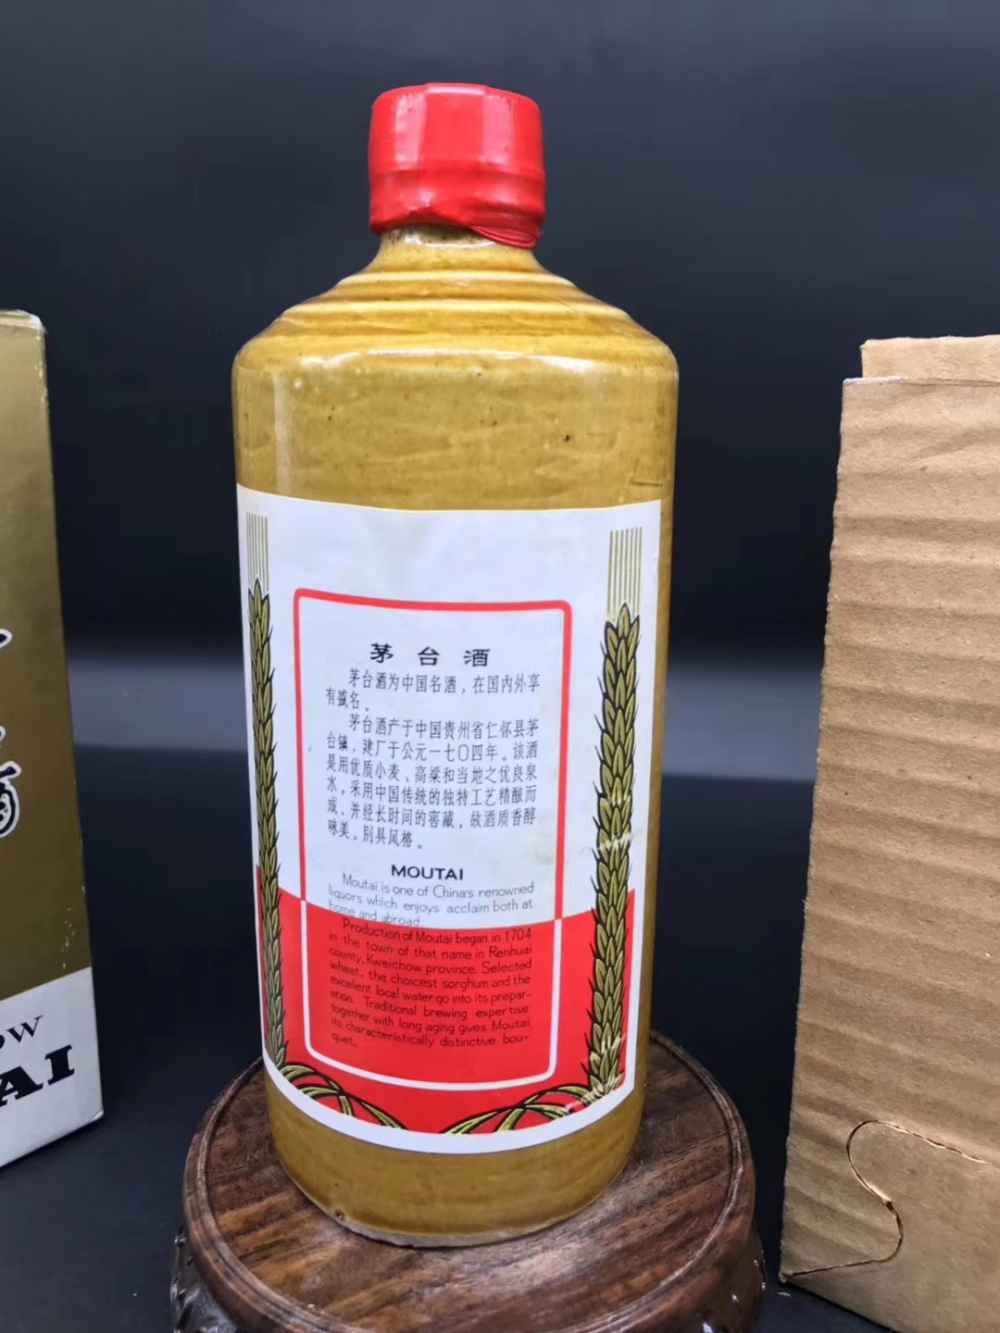 茅台酒
茅台酒为中国名酒，在国内外享
有盛名。
茅台酒产于中国贵州省仁怀县茅
台镇，建厂于公元一七〇四年。该酒
是用优质小麦、高粱和当地之优良泉
水，采用中国传统的独特工艺精酿而
成、并经长时间的窖藏，故酒质香醇
味美，别具风格。
MOUTAI
Moutai is one of China's renowned
liquors which enjoys acclaim both at
home and abroad.
Production of Moutai began in 1704
in the town of that name in Renhuai
county, Kweichow province. Selected
wheat, the choicest sorghum and the
excellent local water go into its prepar-
ation. Traditional brewing expertise
together with long aging gives Moutai
its characteristically distinctive bou-
quet.
OW
AI